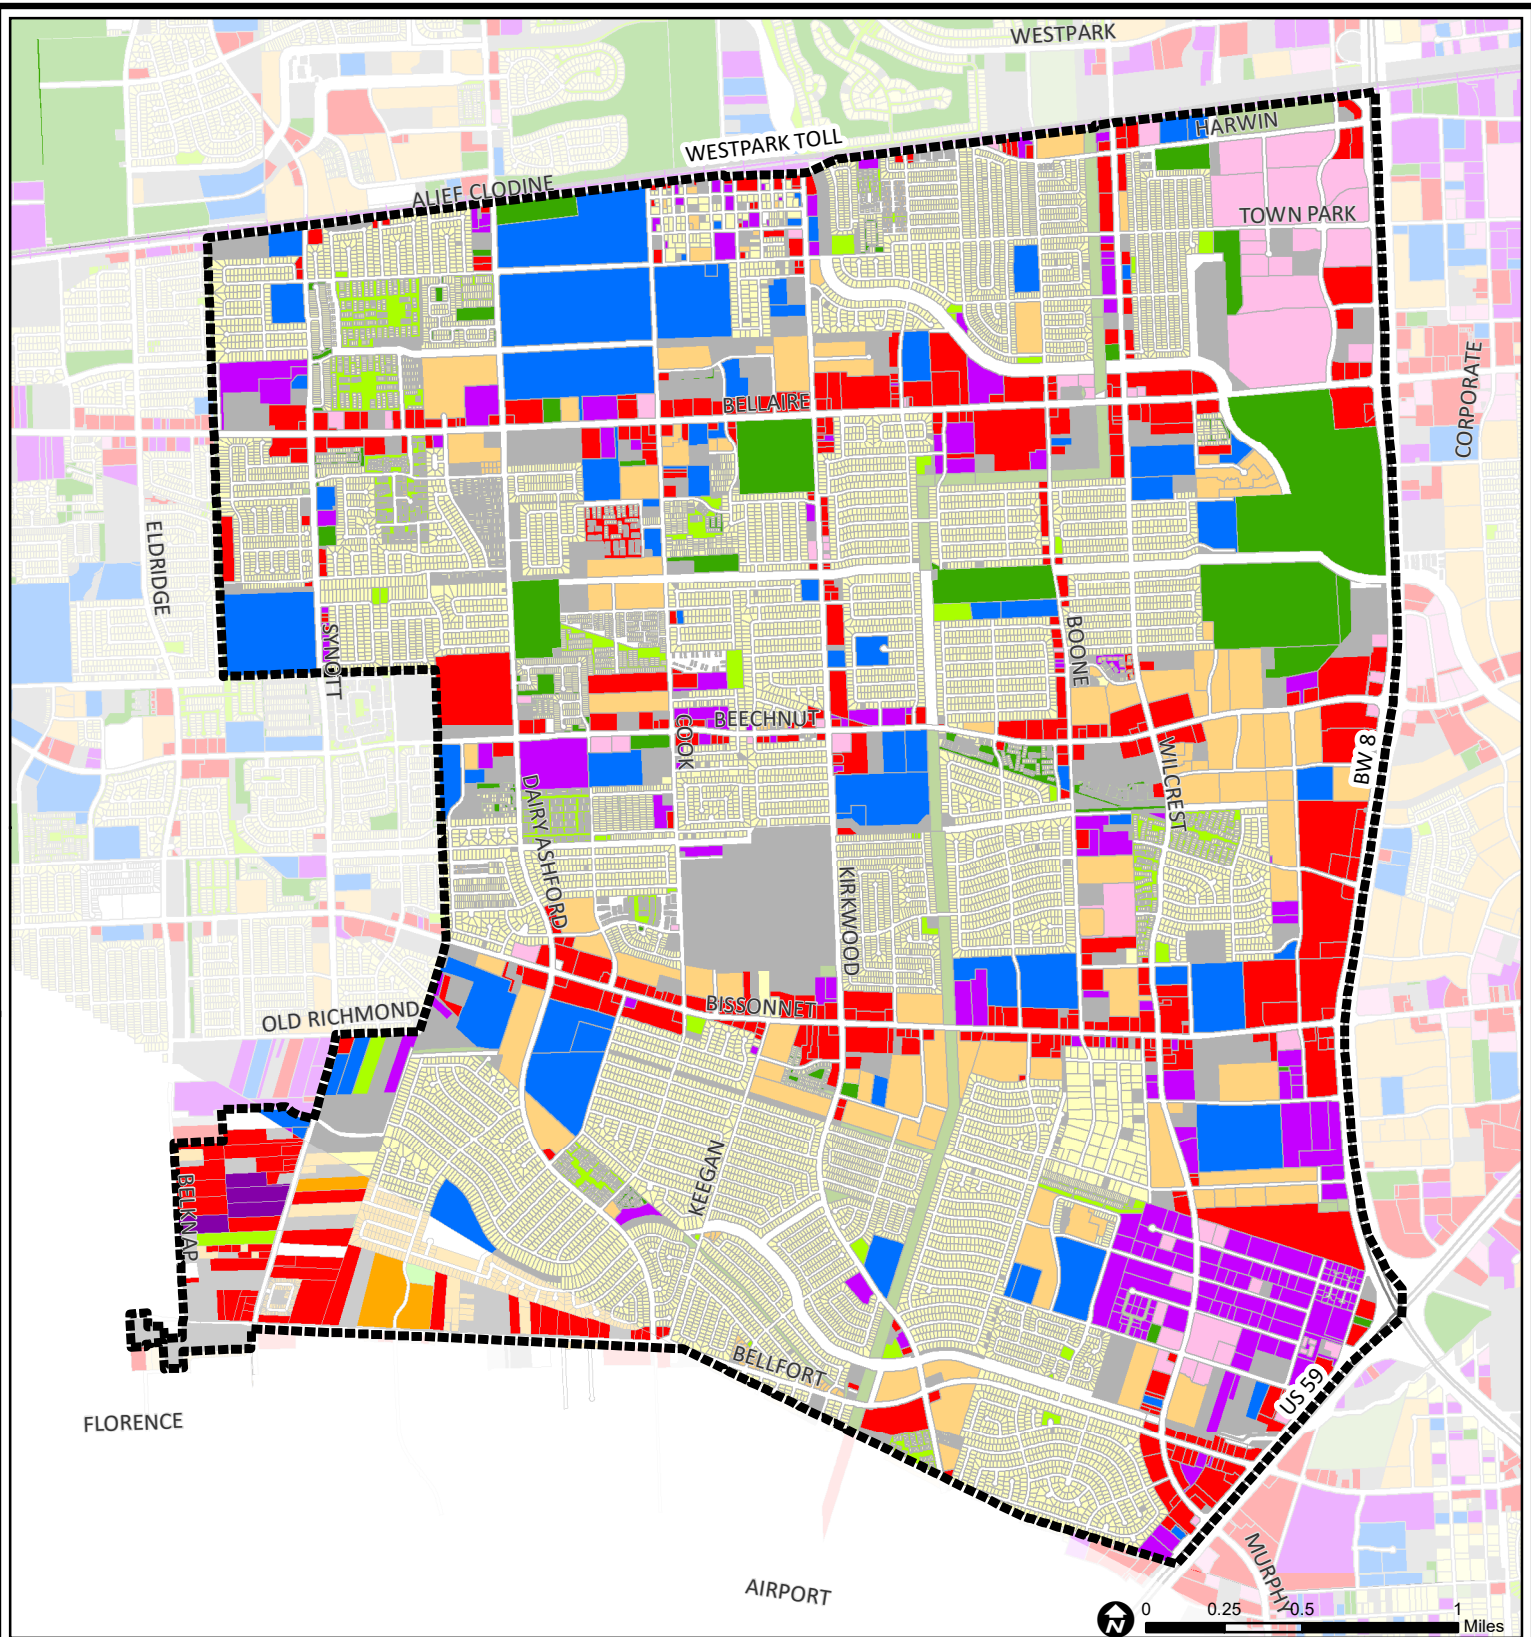 WESTPARK
HARWIN
WESTPARK TOLL
ALIEF CLODINE
TOWN PARK
CORPORATE
BELLAIRE
ELDRIDGE
SYNOTT
BOONE
COOK
BEECHNUT
WILCREST
BW 8
DAIRY ASHFORD
KIRKWOOD
BISSONNET
OLD RICHMOND
KEEGAN
BELKNAP
BELLFORT
US 59
FLORENCE
MURPHY
AIRPORT
N
0 0.25 0.5 1
Miles